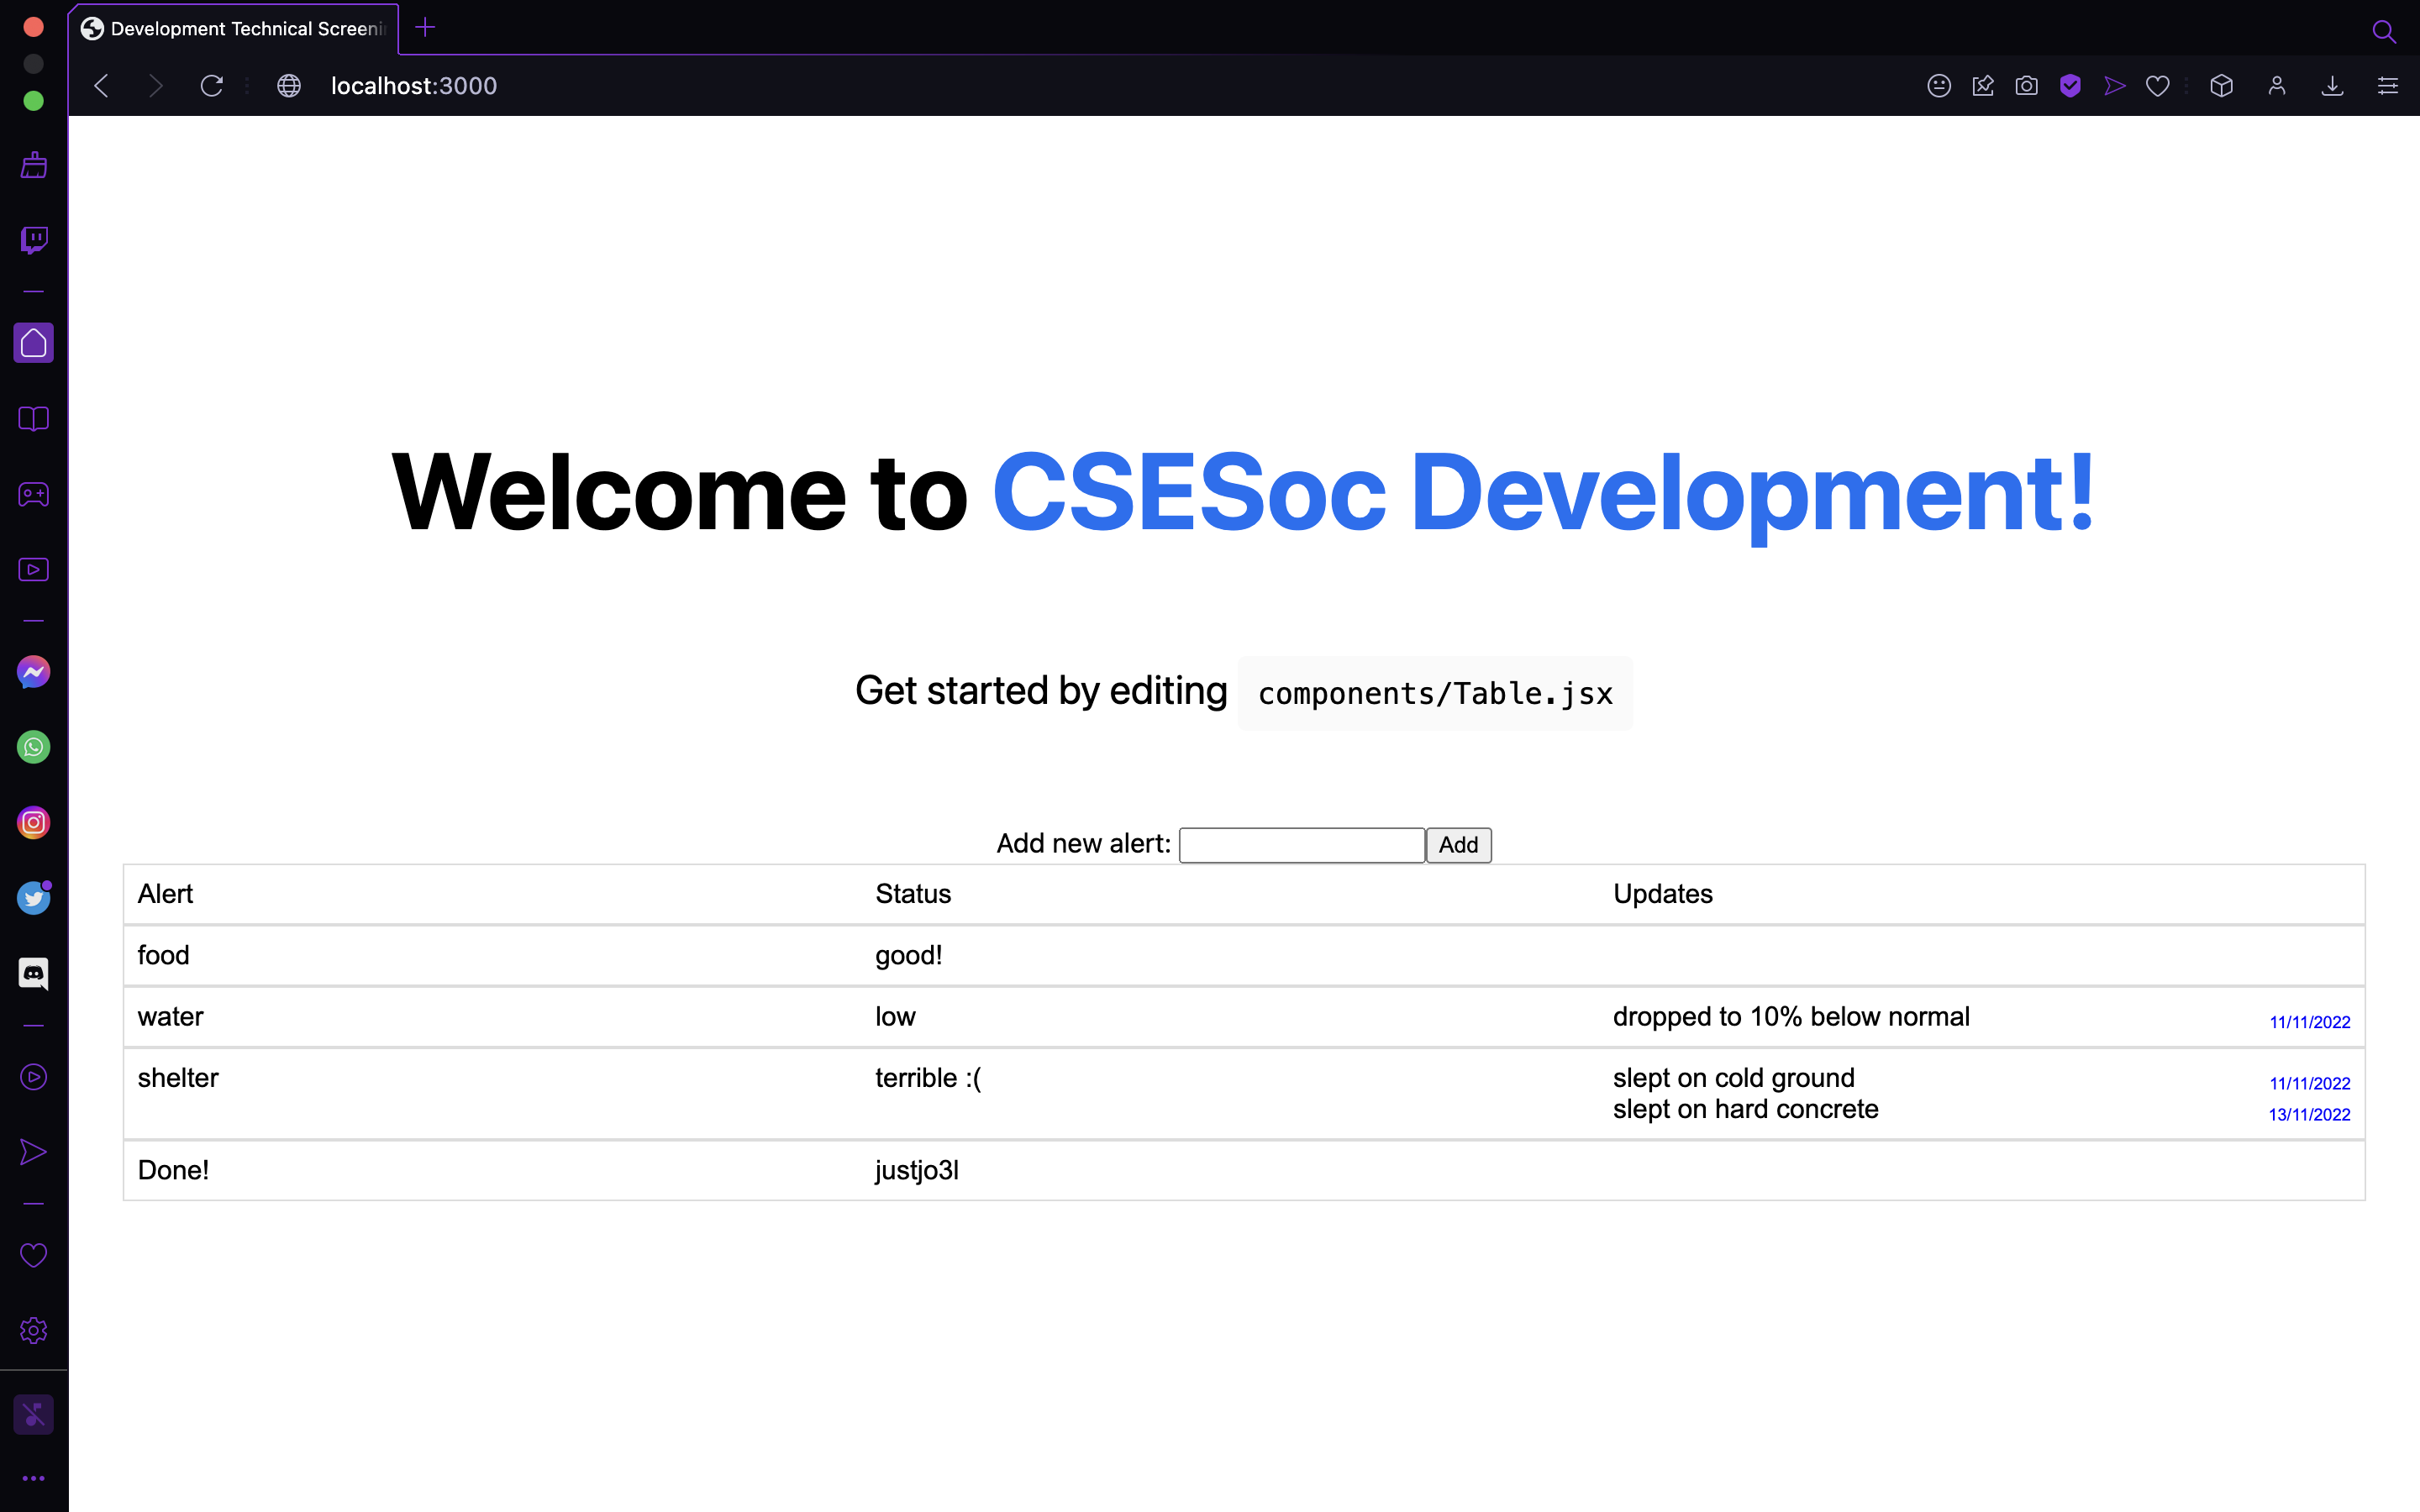 Development Technical Screeni
localhost:3000
Welcome to CSESoc Development!
Get started by editing components/Table.jsx
Add new alert: Add
Alert Status Updates
food good!
water low dropped to 10% below normal 11/11/2022
shelter terrible :( slept on cold ground 11/11/2022
slept on hard concrete 13/11/2022
Done! justjo3l